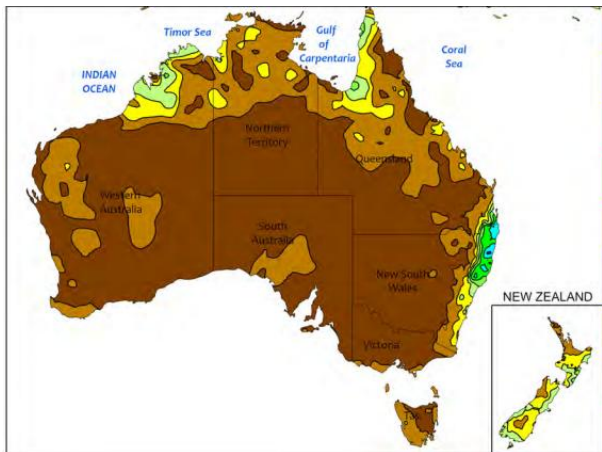 Timor Sea
Gulf
of
Carpentaria
Coral
Sea
INDIAN
OCEAN
Northern
Territory
Queensland
Western
Australia
South
Australia
New South
Wales
NEW ZEALAND
Victoria
Tas